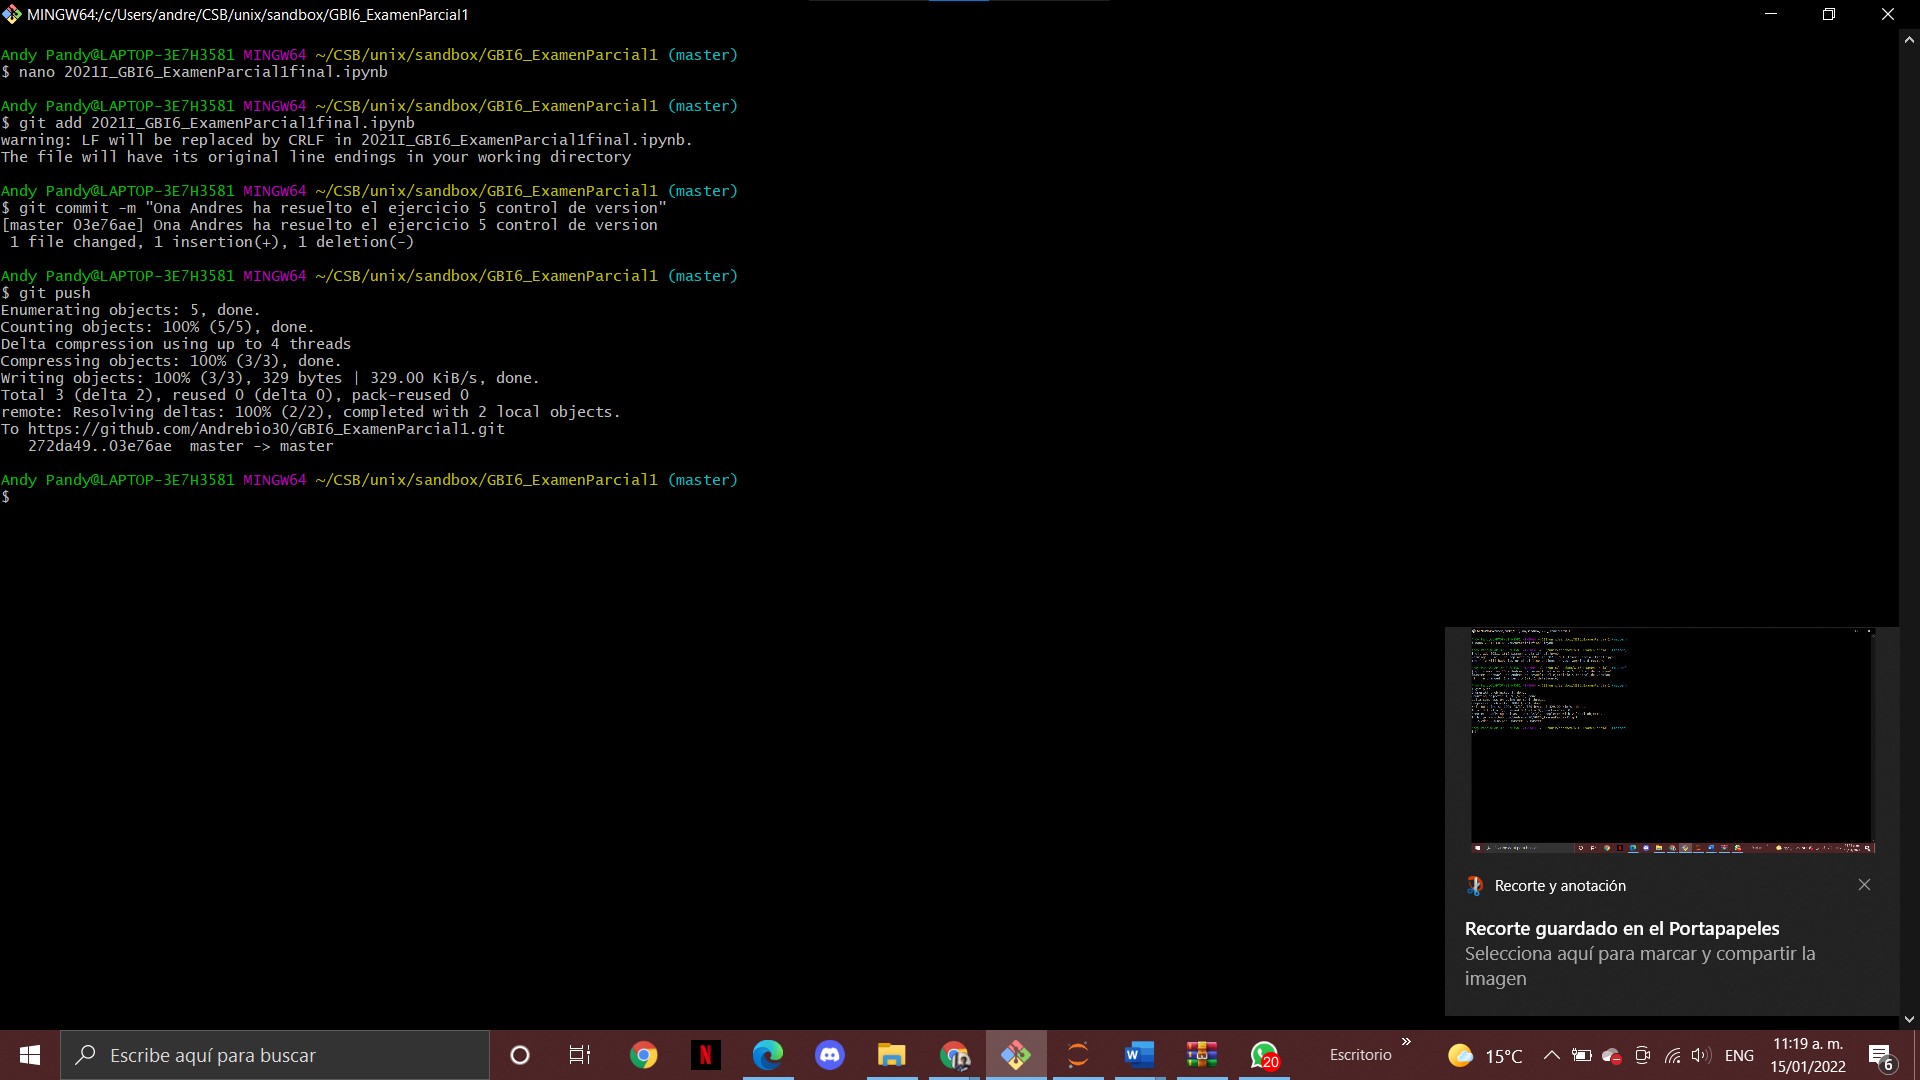 MINGW64:/c/Users/andre/CSB/unix/sandbox/GBI6_ExamenParcial1
Andy Pandy@LAPTOP-3E7H3581 MINGW64 ~/CSB/unix/sandbox/GBI6_ExamenParcial1 (master)
$ nano 2021I_GBI6_ExamenParcial1final.ipynb
Andy Pandy@LAPTOP-3E7H3581 MINGW64 ~/CSB/unix/sandbox/GBI6_ExamenParcial1 (master)
$ git add 2021I_GBI6_ExamenParcial1final.ipynb
warning: LF will be replaced by CRLF in 2021I_GBI6_ExamenParcial1final.ipynb.
The file will have its original line endings in your working directory
Andy Pandy@LAPTOP-3E7H3581 MINGW64 ~/CSB/unix/sandbox/GBI6_ExamenParcial1 (master)
$ git commit -m "Ona Andres ha resuelto el ejercicio 5 control de version"
[master 03e76ae] Ona Andres ha resuelto el ejercicio 5 control de version
1 file changed, 1 insertion(+), 1 deletion(-)
Andy Pandy@LAPTOP-3E7H3581 MINGW64 ~/CSB/unix/sandbox/GBI6_ExamenParcial1 (master)
$ git push
Enumerating objects: 5, done.
Counting objects: 100% (5/5), done.
Delta compression using up to 4 threads
Compressing objects: 100% (3/3), done.
Writing objects: 100% (3/3), 329 bytes | 329.00 KiB/s, done.
Total 3 (delta 2), reused 0 (delta 0), pack-reused 0
remote: Resolving deltas: 100% (2/2), completed with 2 local objects.
To https://github.com/Andrebio30/GBI6_ExamenParcial1.git
272da49..03e76ae  master -> master
Andy Pandy@LAPTOP-3E7H3581 MINGW64 ~/CSB/unix/sandbox/GBI6_ExamenParcial1 (master)
$
Recorte y anotación
Recorte guardado en el Portapapeles
Selecciona aquí para marcar y compartir la
imagen
Escribe aquí para buscar
N
W
20
Escritorio
»
15°C
ENG
11:19 a. m.
15/01/2022
6